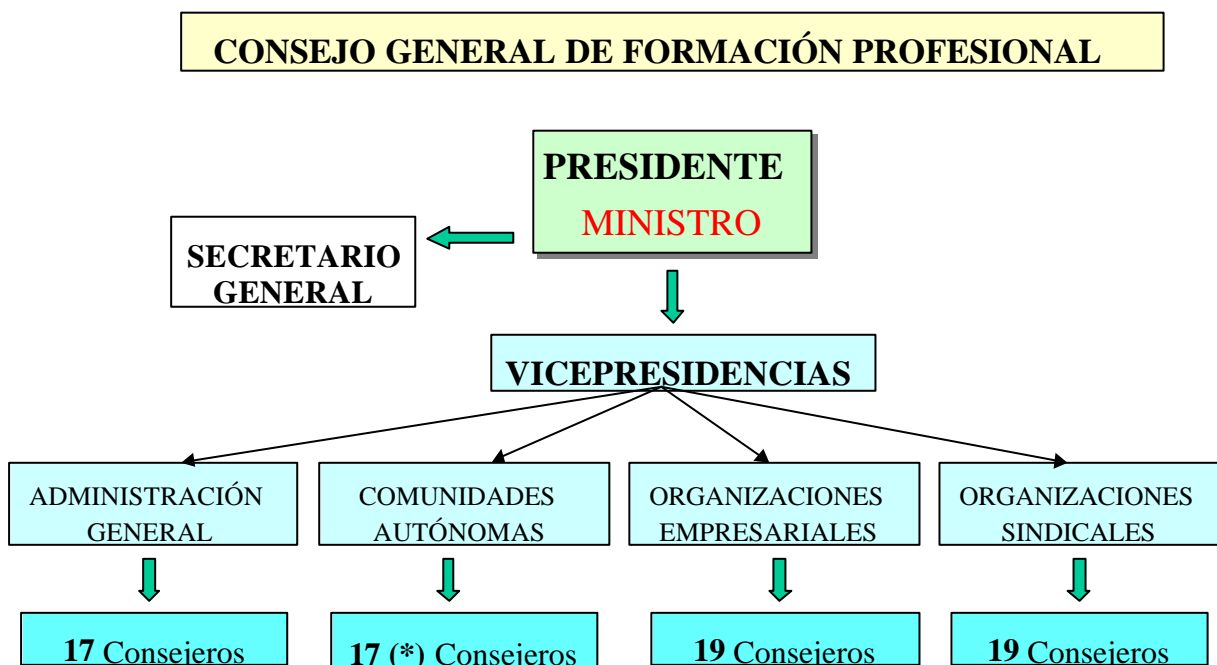 CONSEJO GENERAL DE FORMACIÓN PROFESIONAL
PRESIDENTE
MINISTRO
SECRETARIO
GENERAL
VICEPRESIDENCIAS
ADMINISTRACIÓN
GENERAL
COMUNIDADES
AUTÓNOMAS
ORGANIZACIONES
EMPRESARIALES
ORGANIZACIONES
SINDICALES
17 Consejeros
17 (*) Consejeros
19 Consejeros
19 Consejeros